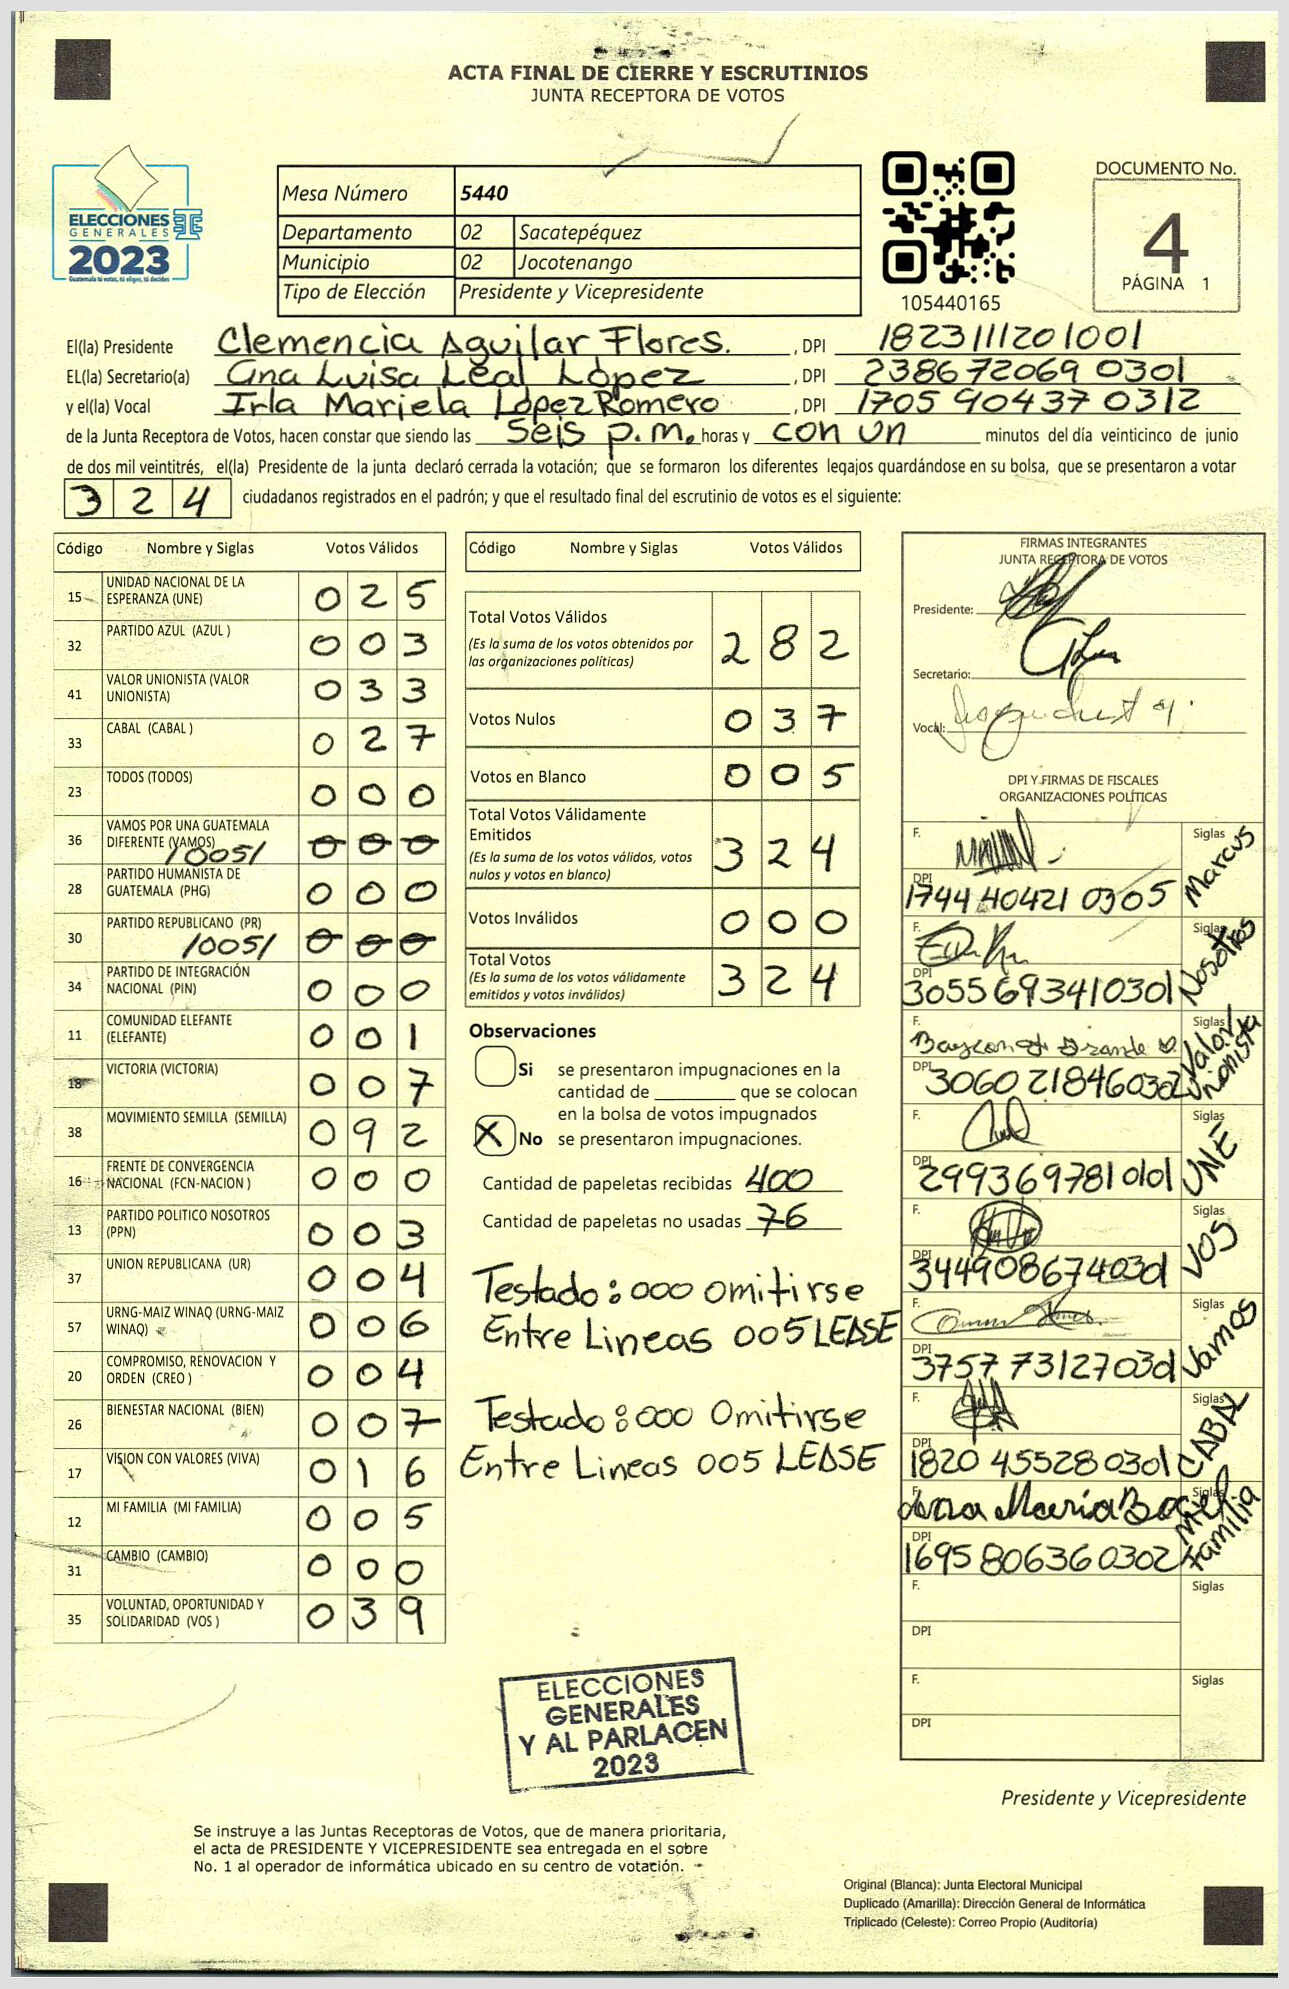 ACTA FINAL DE CIERRE Y ESCRUTINIOS
JUNTA RECEPTORA DE VOTOS
ELECCIONES
GENERALES
2023
Guatemala tú votas, tú eliges, tú decides
Mesa Número 5440
Departamento 02 Sacatepéquez
Municipio 02 Jocotenango
Tipo de Elección Presidente y Vicepresidente
105440165
DOCUMENTO No.
4
PÁGINA 1
El(la) Presidente Clemencia Aguilar Flores. , DPI 1823111201001
EL(la) Secretario(a) Ana Luisa Leal López , DPI 2386720690301
y el(la) Vocal Irla Mariela López Romero , DPI 1705 90437 0312
de la Junta Receptora de Votos, hacen constar que siendo las seis p.m. horas y con un minutos del día veinticinco de junio
de dos mil veintitrés, el(la) Presidente de la junta declaró cerrada la votación; que se formaron los diferentes legajos guardándose en su bolsa, que se presentaron a votar
3 2 4 ciudadanos registrados en el padrón; y que el resultado final del escrutinio de votos es el siguiente:
Código Nombre y Siglas Votos Válidos
15 UNIDAD NACIONAL DE LA
ESPERANZA (UNE) 0 2 5
32 PARTIDO AZUL (AZUL ) 0 0 3
41 VALOR UNIONISTA (VALOR
UNIONISTA) 0 3 3
33 CABAL (CABAL ) 0 2 7
23 TODOS (TODOS) 0 0 0
36 VAMOS POR UNA GUATEMALA
DIFERENTE (VAMOS) /005/ 0 0 0
28 PARTIDO HUMANISTA DE
GUATEMALA (PHG) 0 0 0
30 PARTIDO REPUBLICANO (PR)
/005/ 0 0 0
34 PARTIDO DE INTEGRACIÓN
NACIONAL (PIN) 0 0 0
11 COMUNIDAD ELEFANTE
(ELEFANTE) 0 0 1
18 VICTORIA (VICTORIA) 0 0 7
38 MOVIMIENTO SEMILLA (SEMILLA) 0 9 2
16 FRENTE DE CONVERGENCIA
NACIONAL (FCN-NACION ) 0 0 0
13 PARTIDO POLITICO NOSOTROS
(PPN) 0 0 3
37 UNION REPUBLICANA (UR) 0 0 4
57 URNG-MAIZ WINAQ (URNG-MAIZ
WINAQ) 0 0 6
20 COMPROMISO, RENOVACION Y
ORDEN (CREO ) 0 0 4
26 BIENESTAR NACIONAL (BIEN) 0 0 7
17 VISION CON VALORES (VIVA) 0 1 6
12 MI FAMILIA (MI FAMILIA) 0 0 5
31 CAMBIO (CAMBIO) 0 0 0
35 VOLUNTAD, OPORTUNIDAD Y
SOLIDARIDAD (VOS ) 0 3 9
Código Nombre y Siglas Votos Válidos
Total Votos Válidos
(Es la suma de los votos obtenidos por
las organizaciones políticas) 2 8 2
Votos Nulos 0 3 7
Votos en Blanco 0 0 5
Total Votos Válidamente
Emitidos
(Es la suma de los votos válidos, votos
nulos y votos en blanco) 3 2 4
Votos Inválidos 0 0 0
Total Votos
(Es la suma de los votos válidamente
emitidos y votos inválidos) 3 2 4
Observaciones
Si se presentaron impugnaciones en la
cantidad de ________ que se colocan
en la bolsa de votos impugnados
X No se presentaron impugnaciones.
Cantidad de papeletas recibidas 400
Cantidad de papeletas no usadas 76
Testado: 000 omitirse
Entre Lineas 005 LEASE
Testado: 000 Omitirse
Entre Lineas 005 LEASE
ELECCIONES
GENERALES
Y AL PARLACEN
2023
FIRMAS INTEGRANTES
JUNTA RECEPTORA DE VOTOS
Presidente:
Secretario:
Vocal:
DPI Y FIRMAS DE FISCALES
ORGANIZACIONES POLÍTICAS
F. Siglas Marcus
DPI 1744 40421 0305
F. Siglas Nosotros
DPI 3055693410301
F. Siglas Valor Unionista
DPI 3060218460302
F. Siglas UNE
DPI 2993697810101
F. Siglas VOS
DPI 3449086740301
F. Siglas Vamos
DPI 3757 73127 0301
F. Siglas CABAL
DPI 1820 45528 0301
F. Ana María Siglas Mi Familia
DPI 1695 80636 0302
F. Siglas
DPI
F. Siglas
DPI
Presidente y Vicepresidente
Se instruye a las Juntas Receptoras de Votos, que de manera prioritaria,
el acta de PRESIDENTE Y VICEPRESIDENTE sea entregada en el sobre
No. 1 al operador de informática ubicado en su centro de votación.
Original (Blanca): Junta Electoral Municipal
Duplicado (Amarilla): Dirección General de Informática
Triplicado (Celeste): Correo Propio (Auditoría)